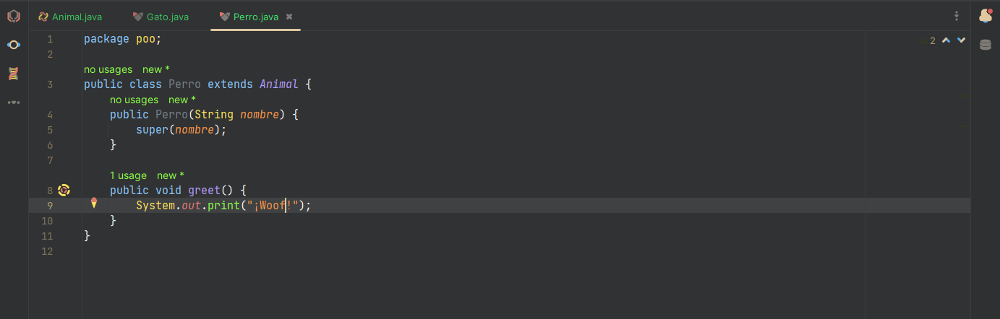 Animal.java Gato.java Perro.java
1 package poo; 2
2
no usages new *
3 public class Perro extends Animal {
no usages new *
4 public Perro(String nombre) {
5 super(nombre);
6 }
7
1 usage new *
8 public void greet() {
9 System.out.print("¡Woof!");
10 }
11 }
12